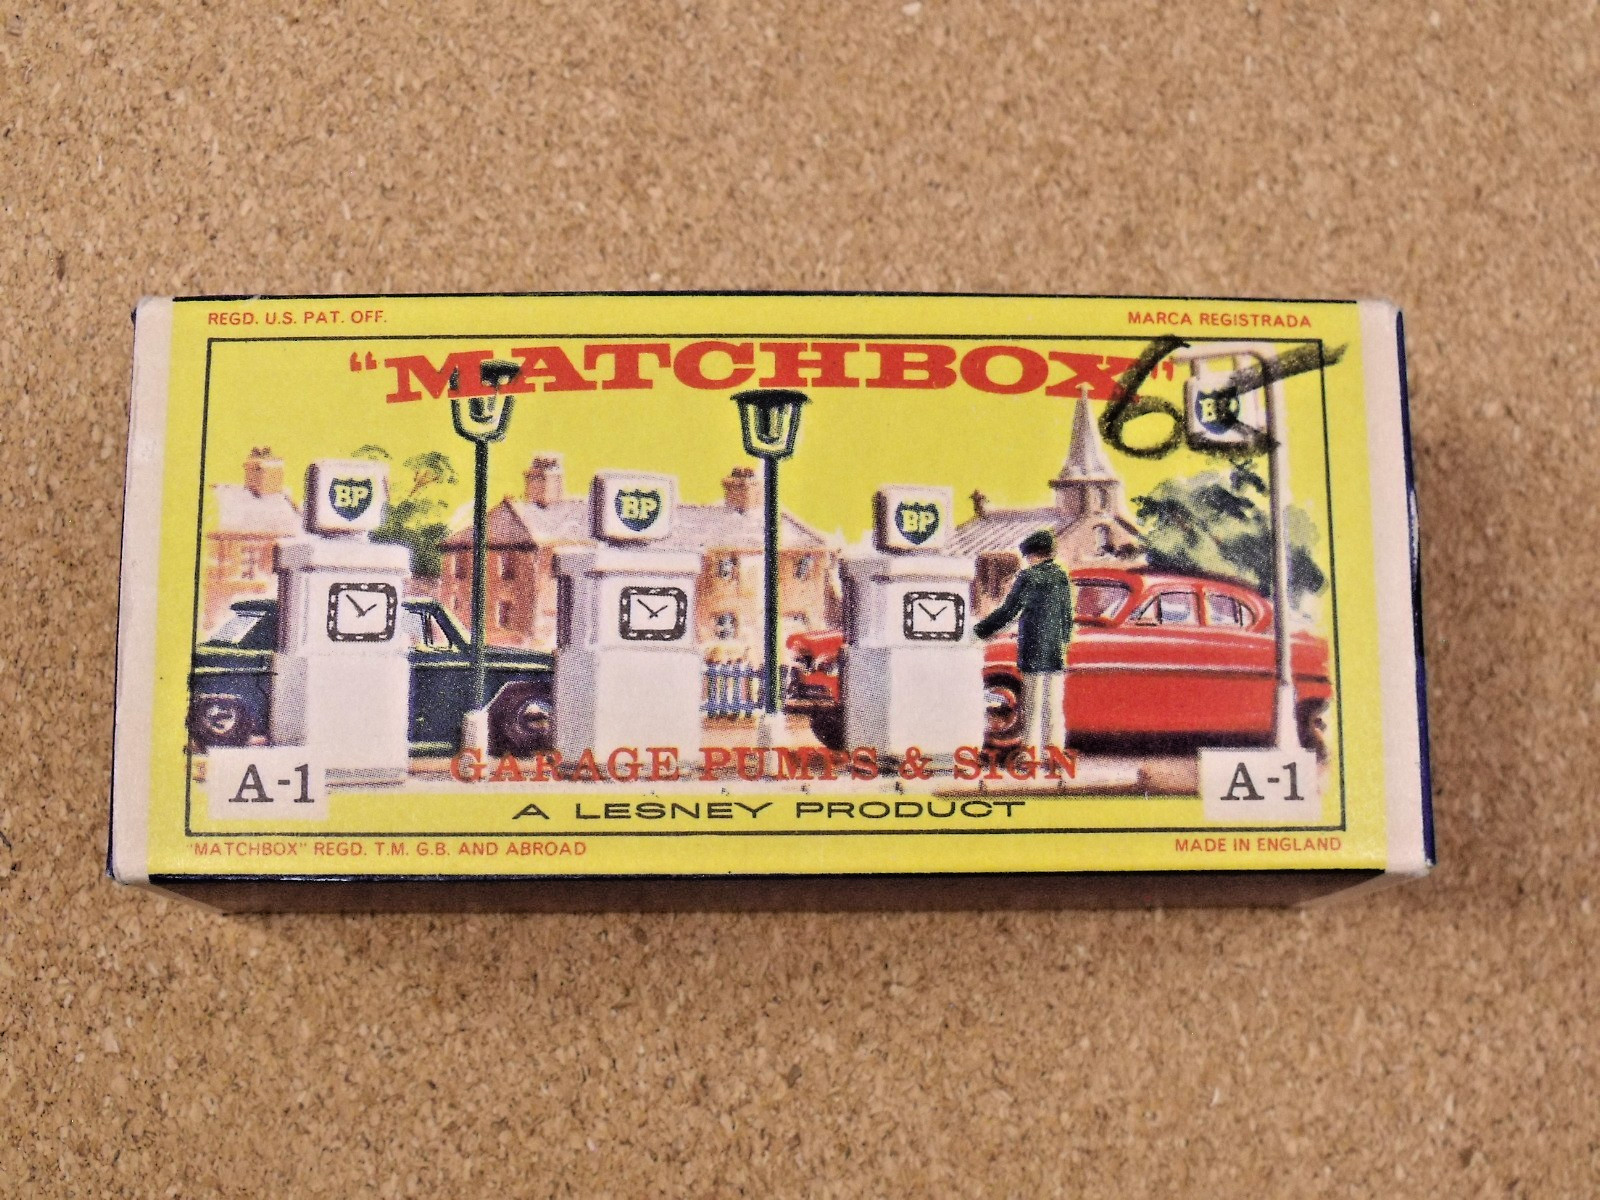 REGD. U.S. PAT. OFF.
MARCA REGISTRADA
"MATCHBOX"
BP
BP
BP
BP
GARAGE PUMPS & SIGN
A-1
A-1
A LESNEY PRODUCT
"MATCHBOX" REGD. T.M. G.B. AND ABROAD
MADE IN ENGLAND